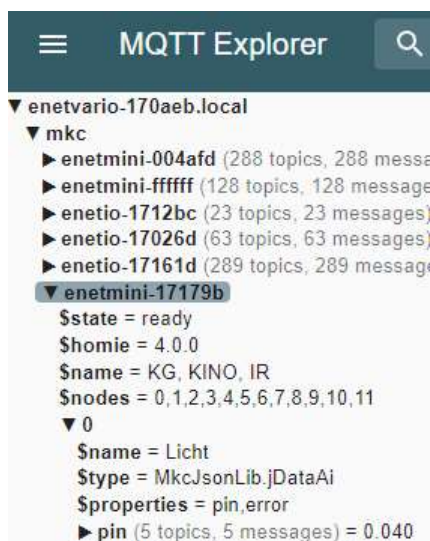 MQTT Explorer
▼ enetvario-170aeb.local
▼ mkc
▶ enetmini-004afd (288 topics, 288 messa
▶ enetmini-ffffff (128 topics, 128 message
▶ enetio-1712bc (23 topics, 23 messages)
▶ enetio-17026d (63 topics, 63 messages)
▶ enetio-17161d (289 topics, 289 message
▼ enetmini-17179b
$state = ready
$homie = 4.0.0
$name = KG, KINO, IR
$nodes = 0,1,2,3,4,5,6,7,8,9,10,11
▼ 0
$name = Licht
$type = MkcJsonLib.jDataAi
$properties = pin,error
▶ pin (5 topics, 5 messages) = 0.040